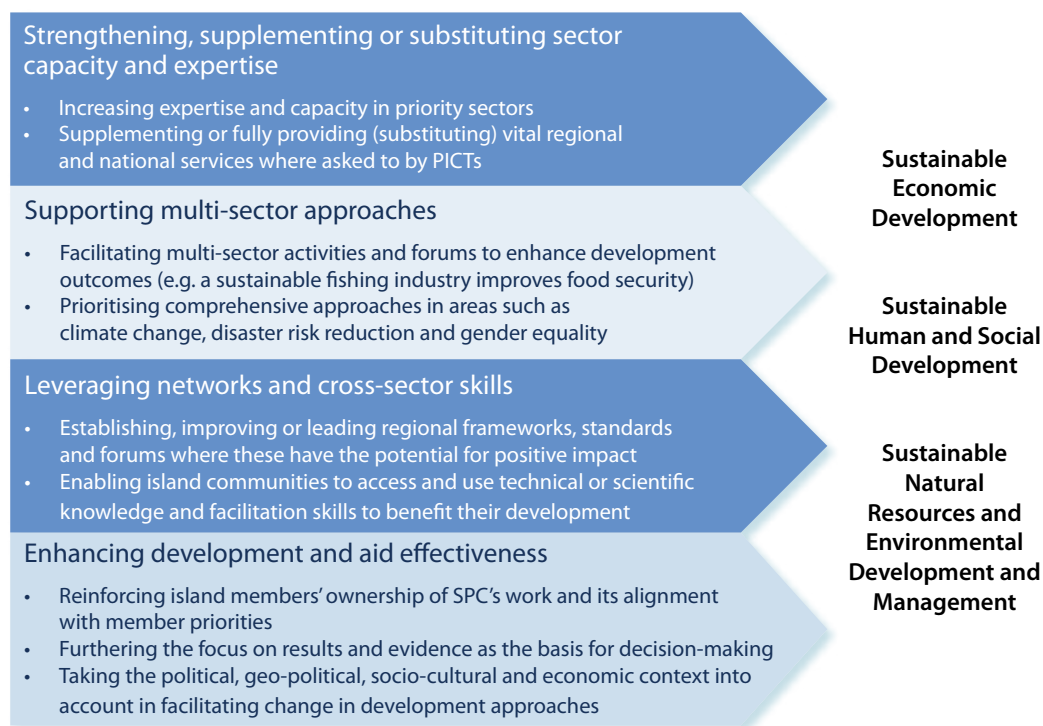 Strengthening, supplementing or substituting sector
capacity and expertise
• Increasing expertise and capacity in priority sectors
• Supplementing or fully providing (substituting) vital regional
and national services where asked to by PICTs
Supporting multi-sector approaches
• Facilitating multi-sector activities and forums to enhance development
outcomes (e.g. a sustainable fishing industry improves food security)
• Prioritising comprehensive approaches in areas such as
climate change, disaster risk reduction and gender equality
Leveraging networks and cross-sector skills
• Establishing, improving or leading regional frameworks, standards
and forums where these have the potential for positive impact
• Enabling island communities to access and use technical or scientific
knowledge and facilitation skills to benefit their development
Enhancing development and aid effectiveness
• Reinforcing island members' ownership of SPC's work and its alignment
with member priorities
• Furthering the focus on results and evidence as the basis for decision-making
• Taking the political, geo-political, socio-cultural and economic context into
account in facilitating change in development approaches
Sustainable
Economic
Development
Sustainable
Human and Social
Development
Sustainable
Natural
Resources and
Environmental
Development and
Management